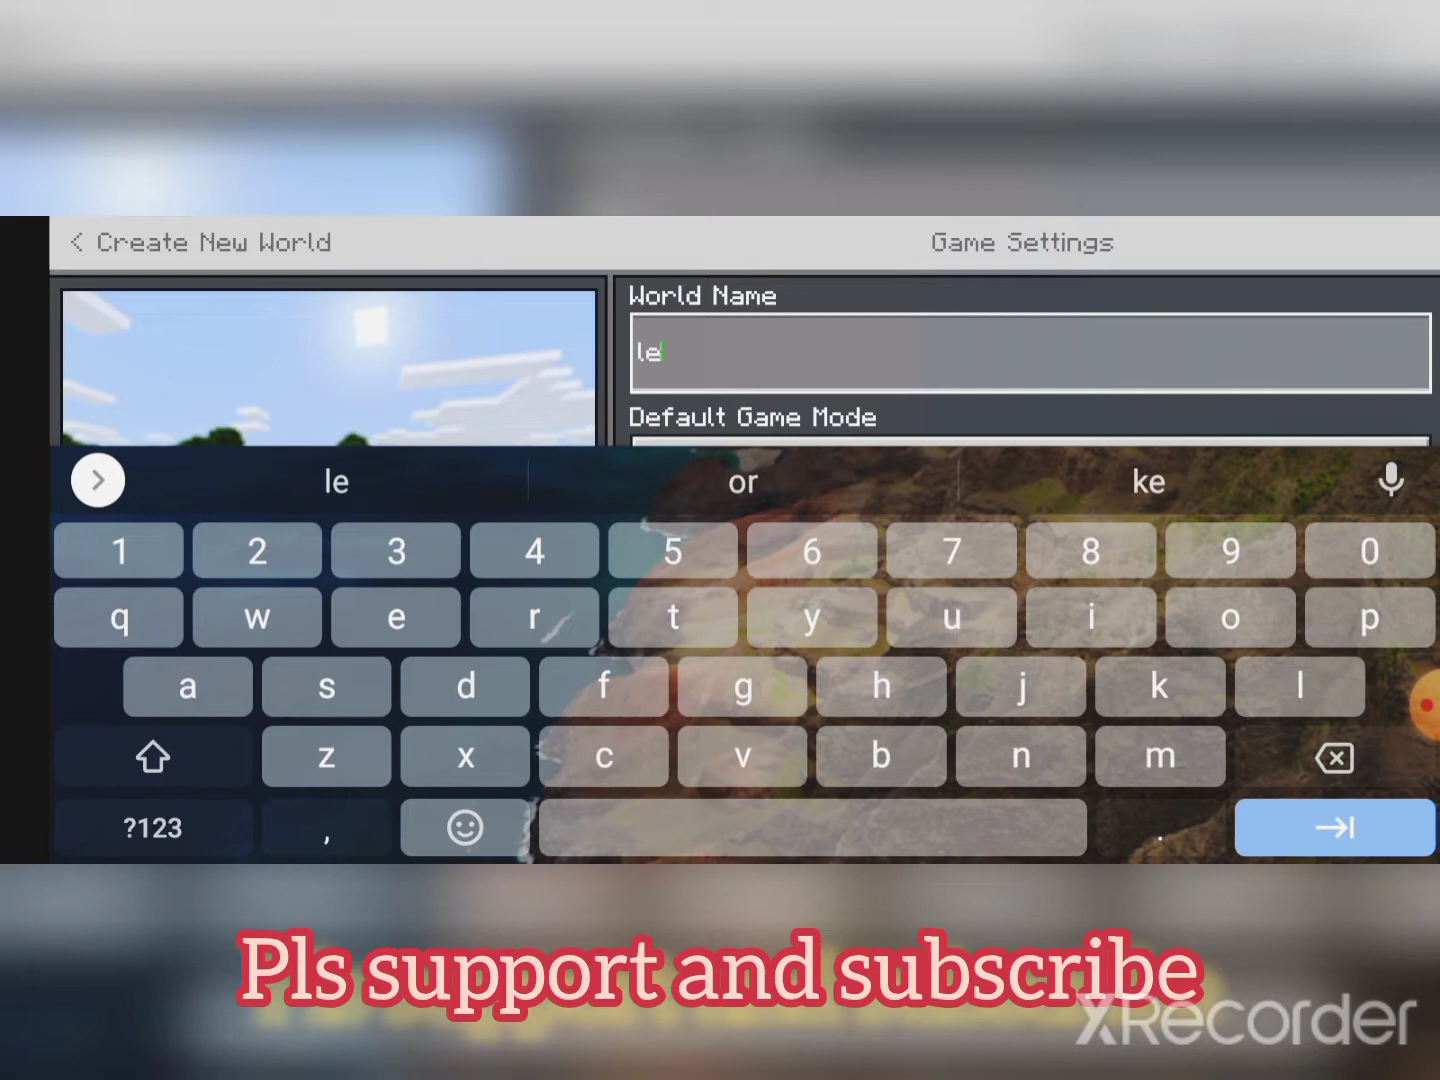 < Create New World
Game Settings
World Name
le
Default Game Mode
le or ke
1 2 3 4 5 6 7 8 9 0
q w e r t y u i o p
a s d f g h j k l
z x c v b n m
?123 , .
Pls support and subscribe
XRecorder